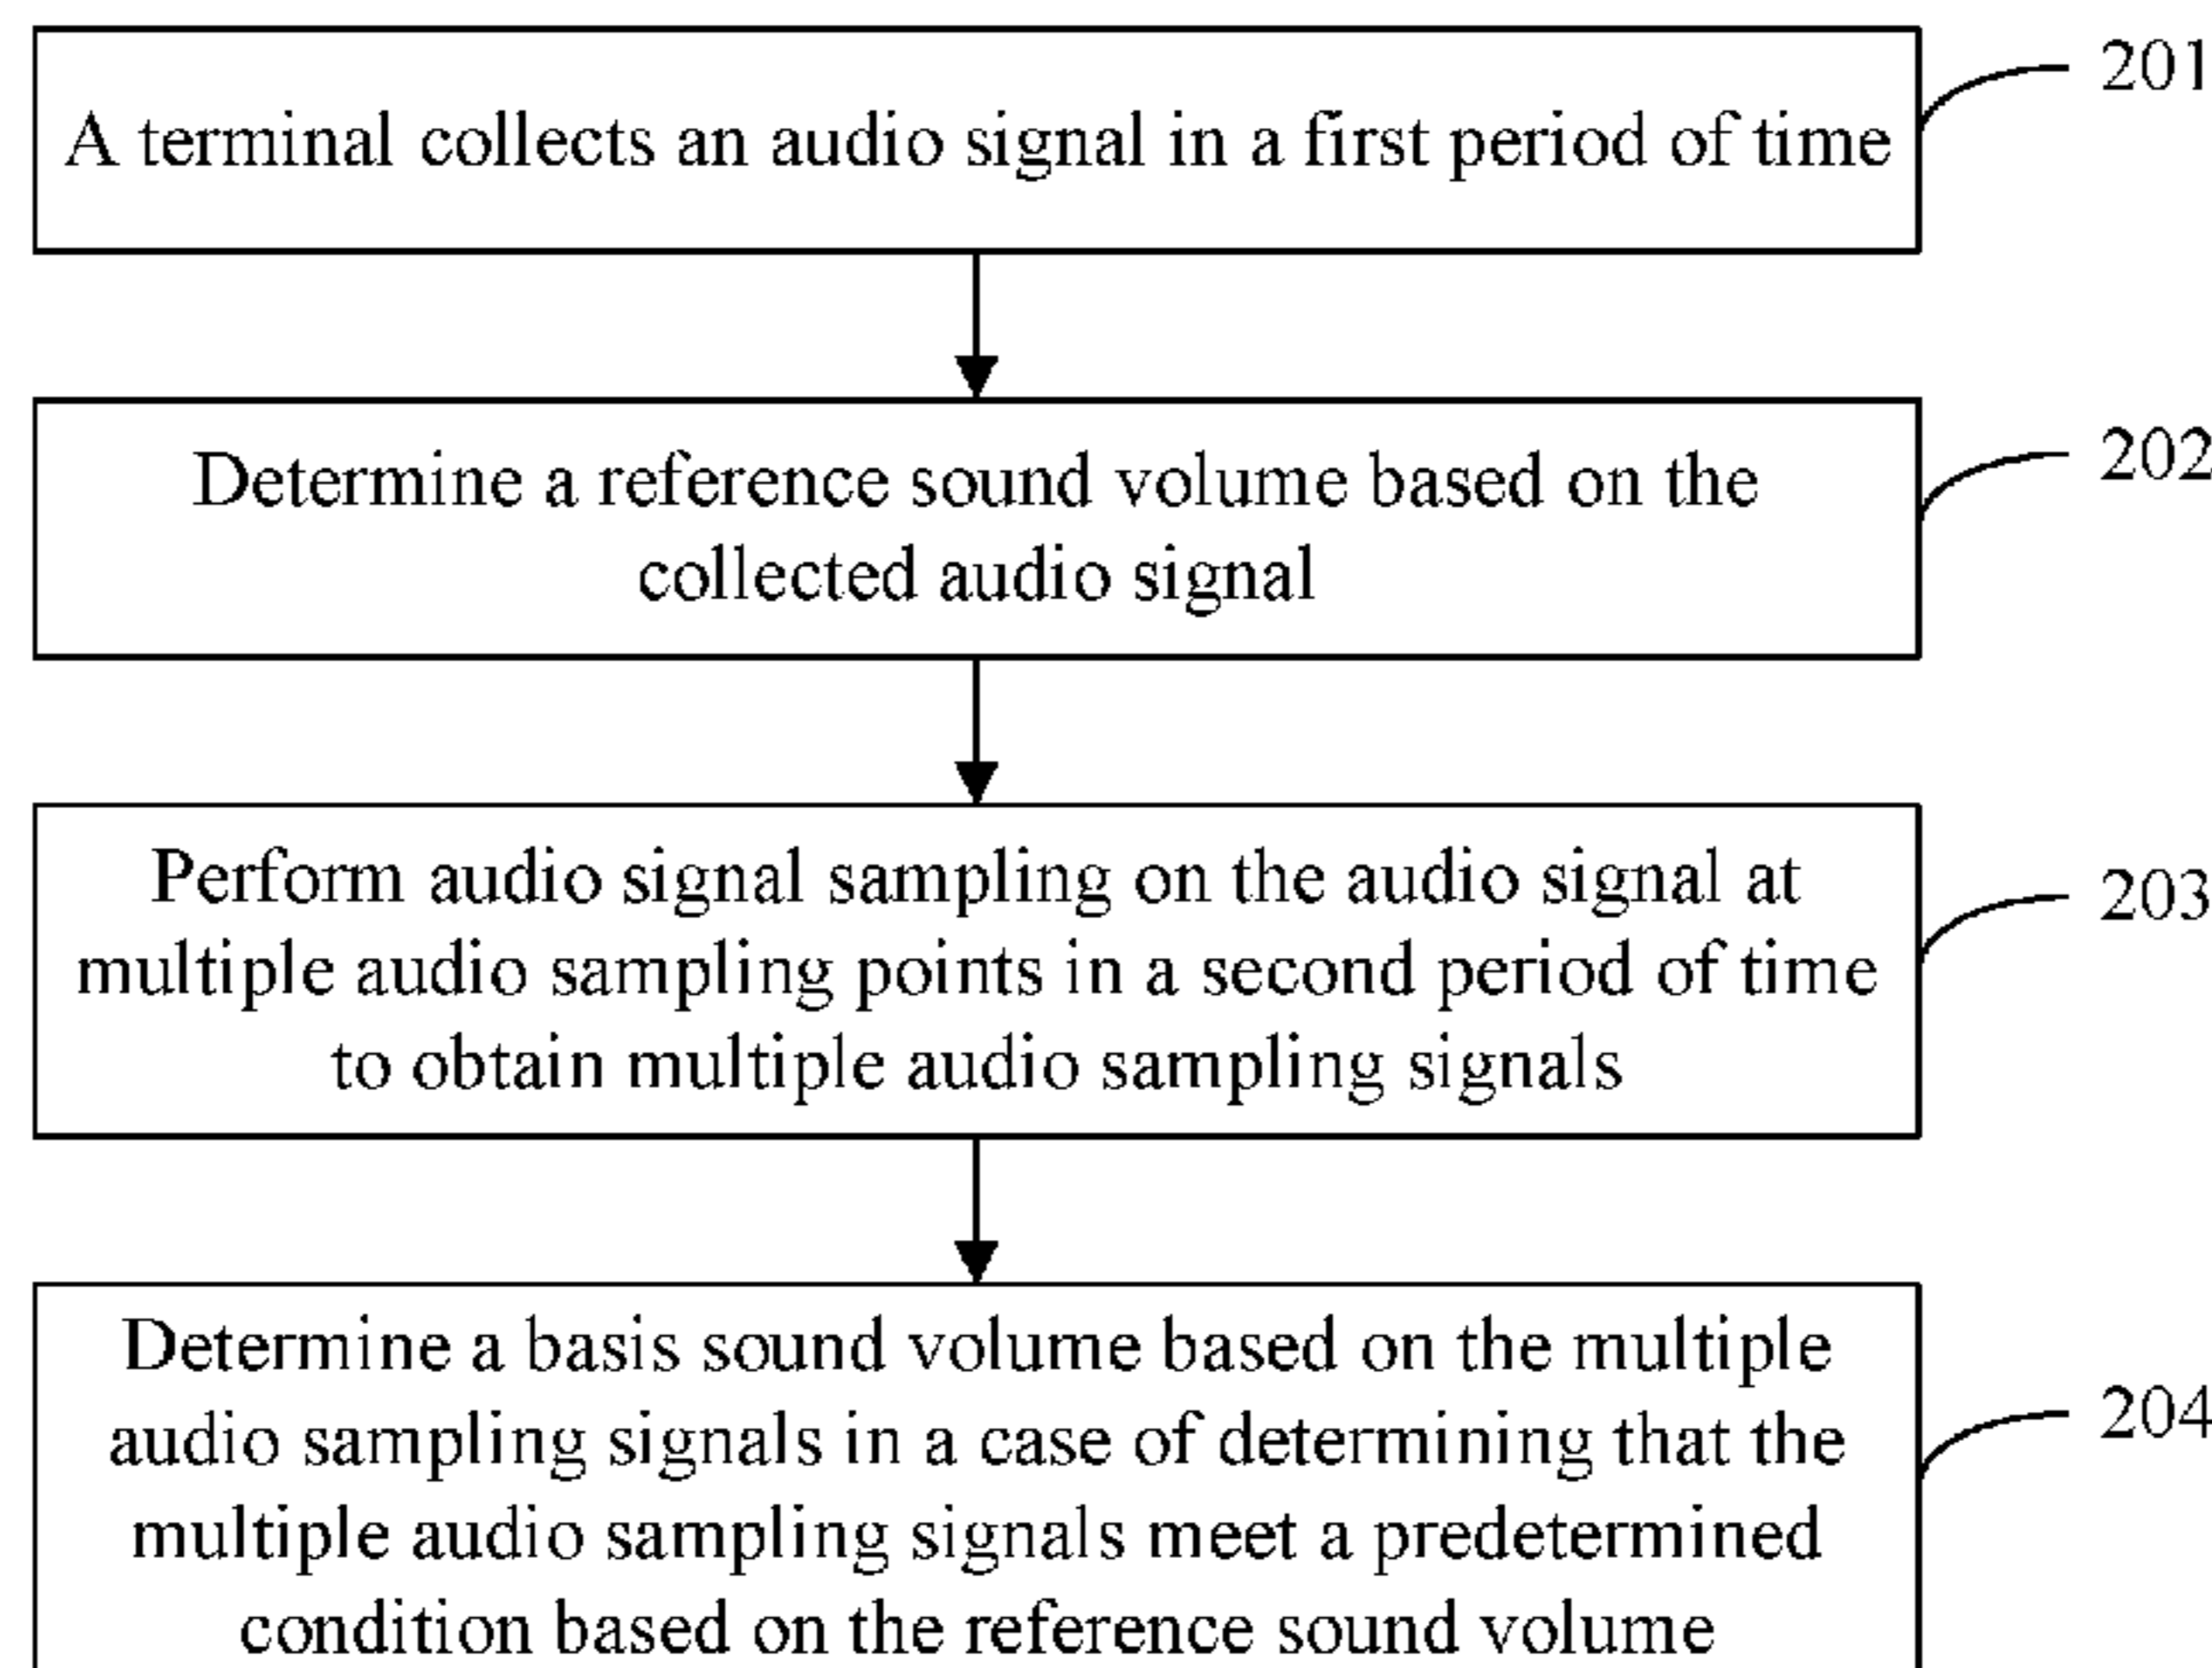 201
A terminal collects an audio signal in a first period of time
202
Determine a reference sound volume based on the
collected audio signal
203
Perform audio signal sampling on the audio signal at
multiple audio sampling points in a second period of time
to obtain multiple audio sampling signals
204
Determine a basis sound volume based on the multiple
audio sampling signals in a case of determining that the
multiple audio sampling signals meet a predetermined
condition based on the reference sound volume